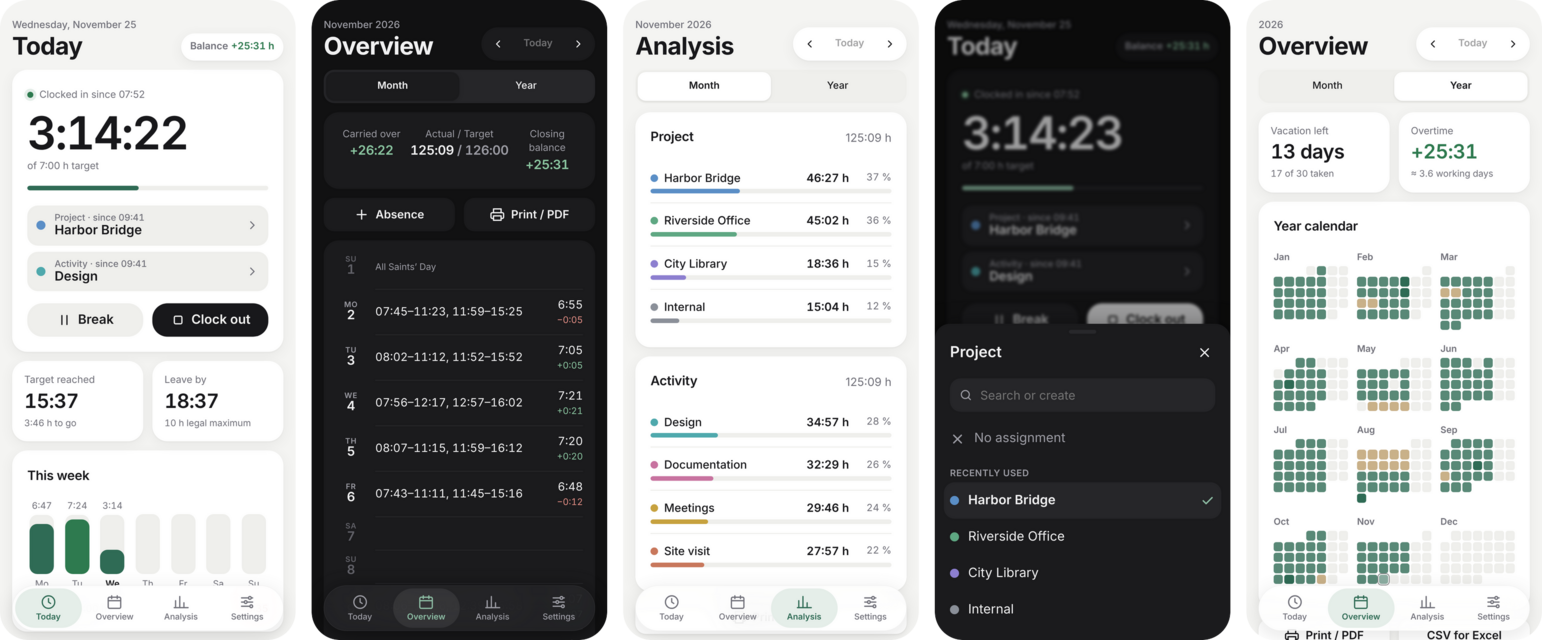 Wednesday, November 25
Today
Balance +25:31 h
Clocked in since 07:52
3:14:22
of 7:00 h target
Project · since 09:41
Harbor Bridge
Activity · since 09:41
Design
Break
Clock out
Target reached
15:37
3:46 h to go
Leave by
18:37
10 h legal maximum
This week
6:47 7:24 3:14
Mo Tu We Th Fr Sa Su
Today Overview Analysis Settings
November 2026
Overview
Today
Month Year
Carried over
+26:22
Actual / Target
125:09 / 126:00
Closing
balance
+25:31
Absence
Print / PDF
SU
1
All Saints' Day
MO
2
07:45–11:23, 11:59–15:25
6:55
−0:05
TU
3
08:02–11:12, 11:52–15:52
7:05
+0:05
WE
4
07:56–12:17, 12:57–16:02
7:21
+0:21
TH
5
08:07–11:15, 11:59–16:12
7:20
+0:20
FR
6
07:43–11:11, 11:45–15:16
6:48
−0:12
SA
7
SU
8
Today Overview Analysis Settings
November 2026
Analysis
Today
Month Year
Project 125:09 h
Harbor Bridge 46:27 h 37 %
Riverside Office 45:02 h 36 %
City Library 18:36 h 15 %
Internal 15:04 h 12 %
Activity 125:09 h
Design 34:57 h 28 %
Documentation 32:29 h 26 %
Meetings 29:46 h 24 %
Site visit 27:57 h 22 %
Today Overview Analysis Settings
Wednesday, November 25
Today
Balance +25:31 h
Clocked in since 07:52
3:14:23
of 7:00 h target
Project · since 09:41
Harbor Bridge
Activity · since 09:41
Design
Break
Clock out
Project
Search or create
No assignment
RECENTLY USED
Harbor Bridge
Riverside Office
City Library
Internal
2026
Overview
Today
Month Year
Vacation left
13 days
17 of 30 taken
Overtime
+25:31
≈ 3.6 working days
Year calendar
Jan Feb Mar
Apr May Jun
Jul Aug Sep
Oct Nov Dec
Today Overview Analysis Settings
Print / PDF
CSV for Excel